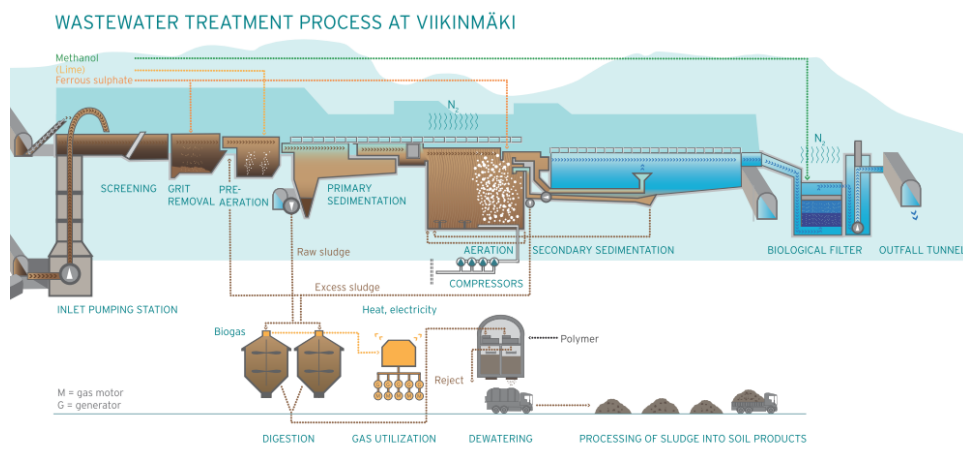 WASTEWATER TREATMENT PROCESS AT VIIKINMÄKI
Methanol
(Lime)
Ferrous sulphate
N2
N2
SCREENING
GRIT
REMOVAL
PRE-
AERATION
PRIMARY
SEDIMENTATION
AERATION
SECONDARY SEDIMENTATION
BIOLOGICAL FILTER
OUTFALL TUNNEL
Raw sludge
COMPRESSORS
Excess sludge
INLET PUMPING STATION
Heat, electricity
Biogas
Polymer
Reject
M = gas motor
G = generator
DIGESTION
GAS UTILIZATION
DEWATERING
PROCESSING OF SLUDGE INTO SOIL PRODUCTS